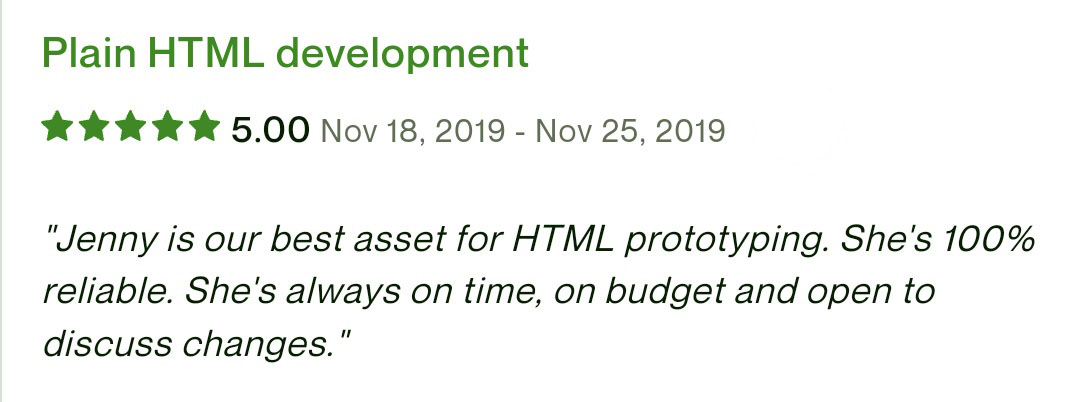 Plain HTML development
5.00 Nov 18, 2019 - Nov 25, 2019
"Jenny is our best asset for HTML prototyping. She's 100%
reliable. She's always on time, on budget and open to
discuss changes."